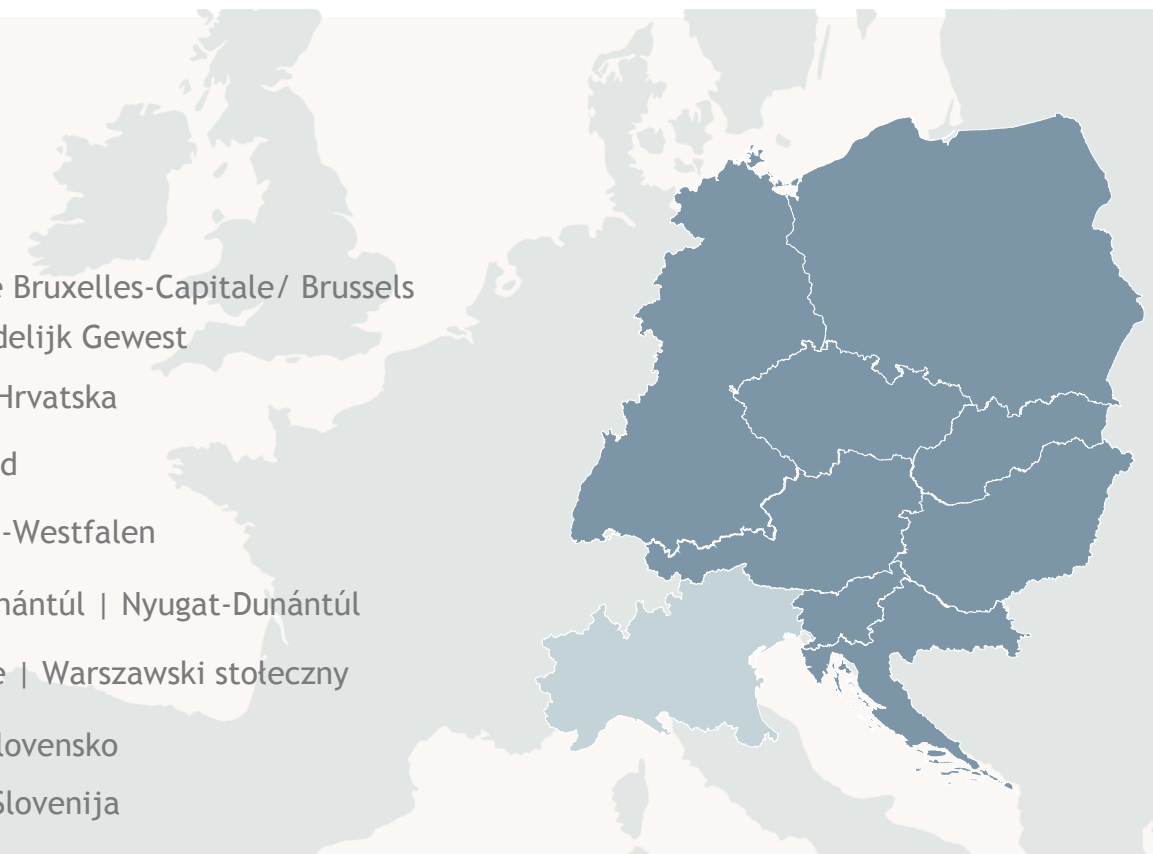 e Bruxelles-Capitale/ Brussels
delijk Gewest
Hrvatska
d
-Westfalen
nántúl | Nyugat-Dunántúl
e | Warszawski stołeczny
lovensko
Slovenija